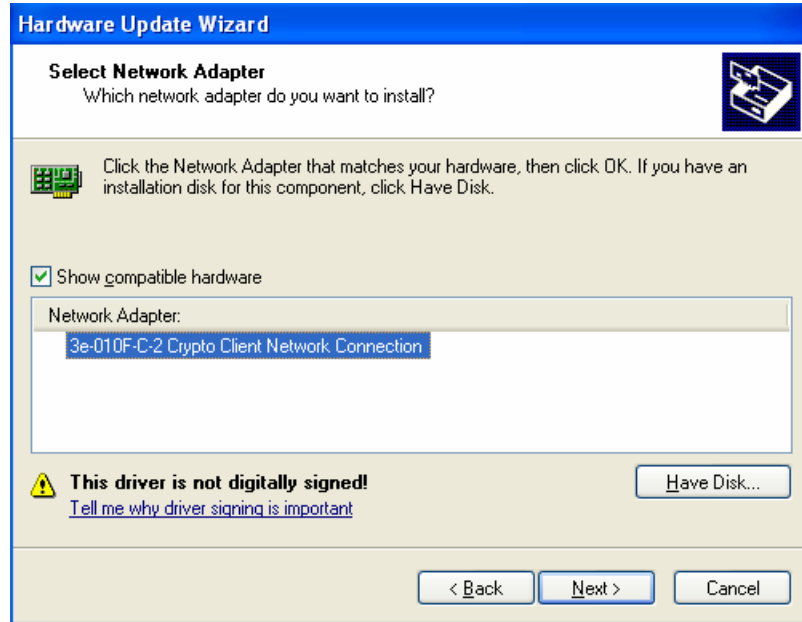 Hardware Update Wizard
Select Network Adapter
Which network adapter do you want to install?
Click the Network Adapter that matches your hardware, then click OK. If you have an
installation disk for this component, click Have Disk.
Show compatible hardware
Network Adapter:
3e-010F-C-2 Crypto Client Network Connection
This driver is not digitally signed!
Tell me why driver signing is important
Have Disk...
< Back
Next >
Cancel